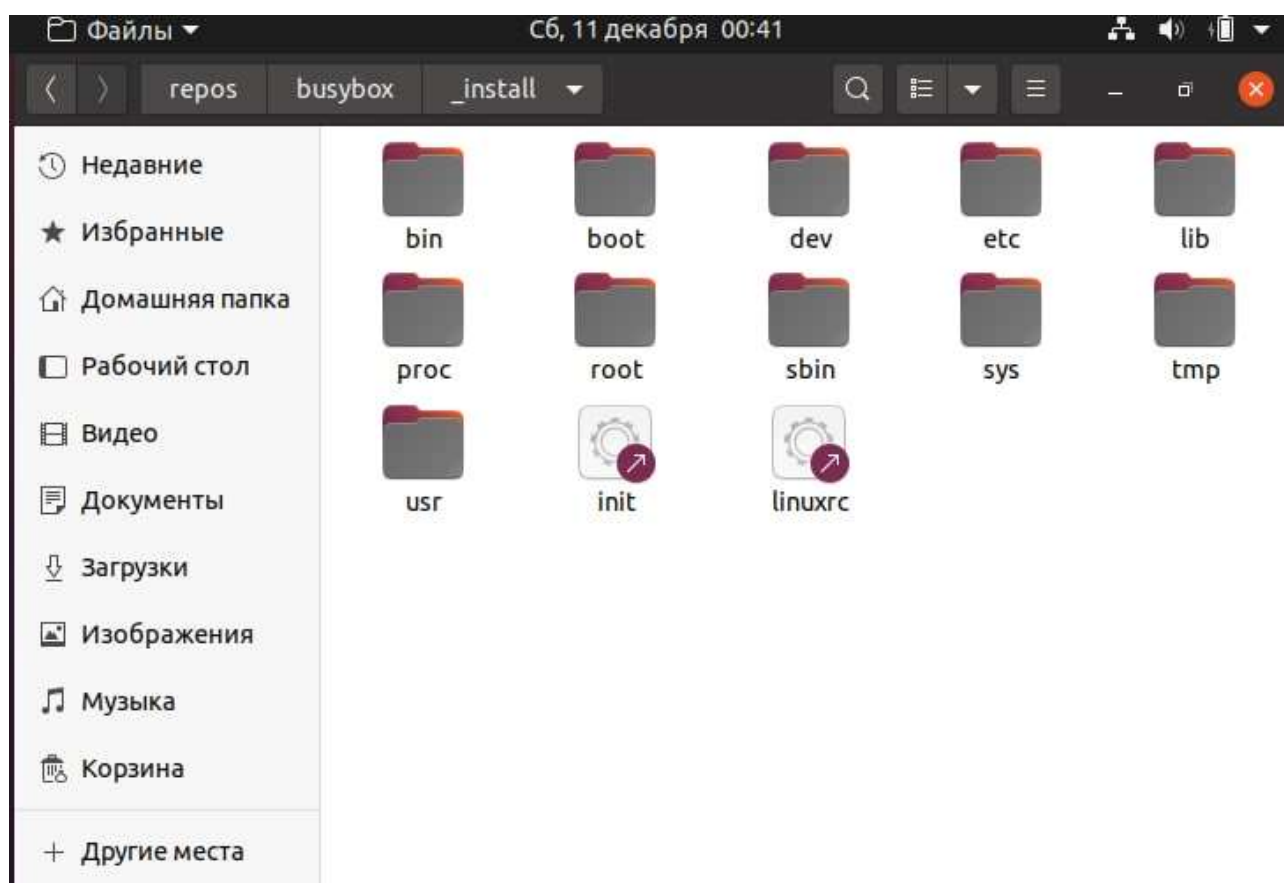 Файлы Сб, 11 декабря 00:41
repos busybox _install
Недавние
Избранные
Домашняя папка
Рабочий стол
Видео
Документы
Загрузки
Изображения
Музыка
Корзина
Другие места
bin boot dev etc lib
proc root sbin sys tmp
usr init linuxrc